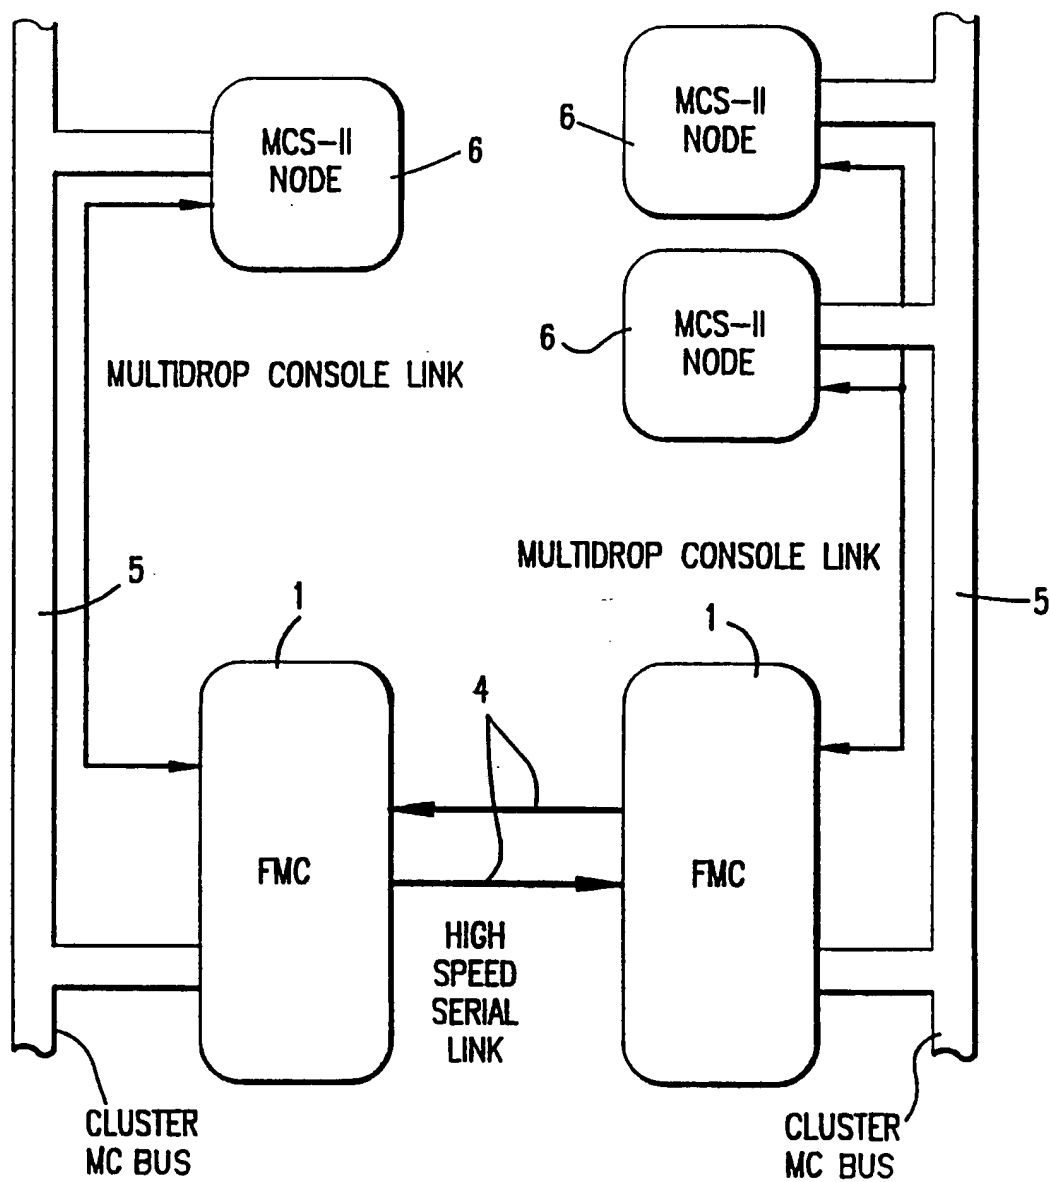 MCS-II
NODE
6
MCS-II
NODE
6
MCS-II
NODE
6
MULTIDROP CONSOLE LINK
MULTIDROP CONSOLE LINK
5
5
1
1
4
FMC
FMC
HIGH
SPEED
SERIAL
LINK
CLUSTER
MC BUS
CLUSTER
MC BUS